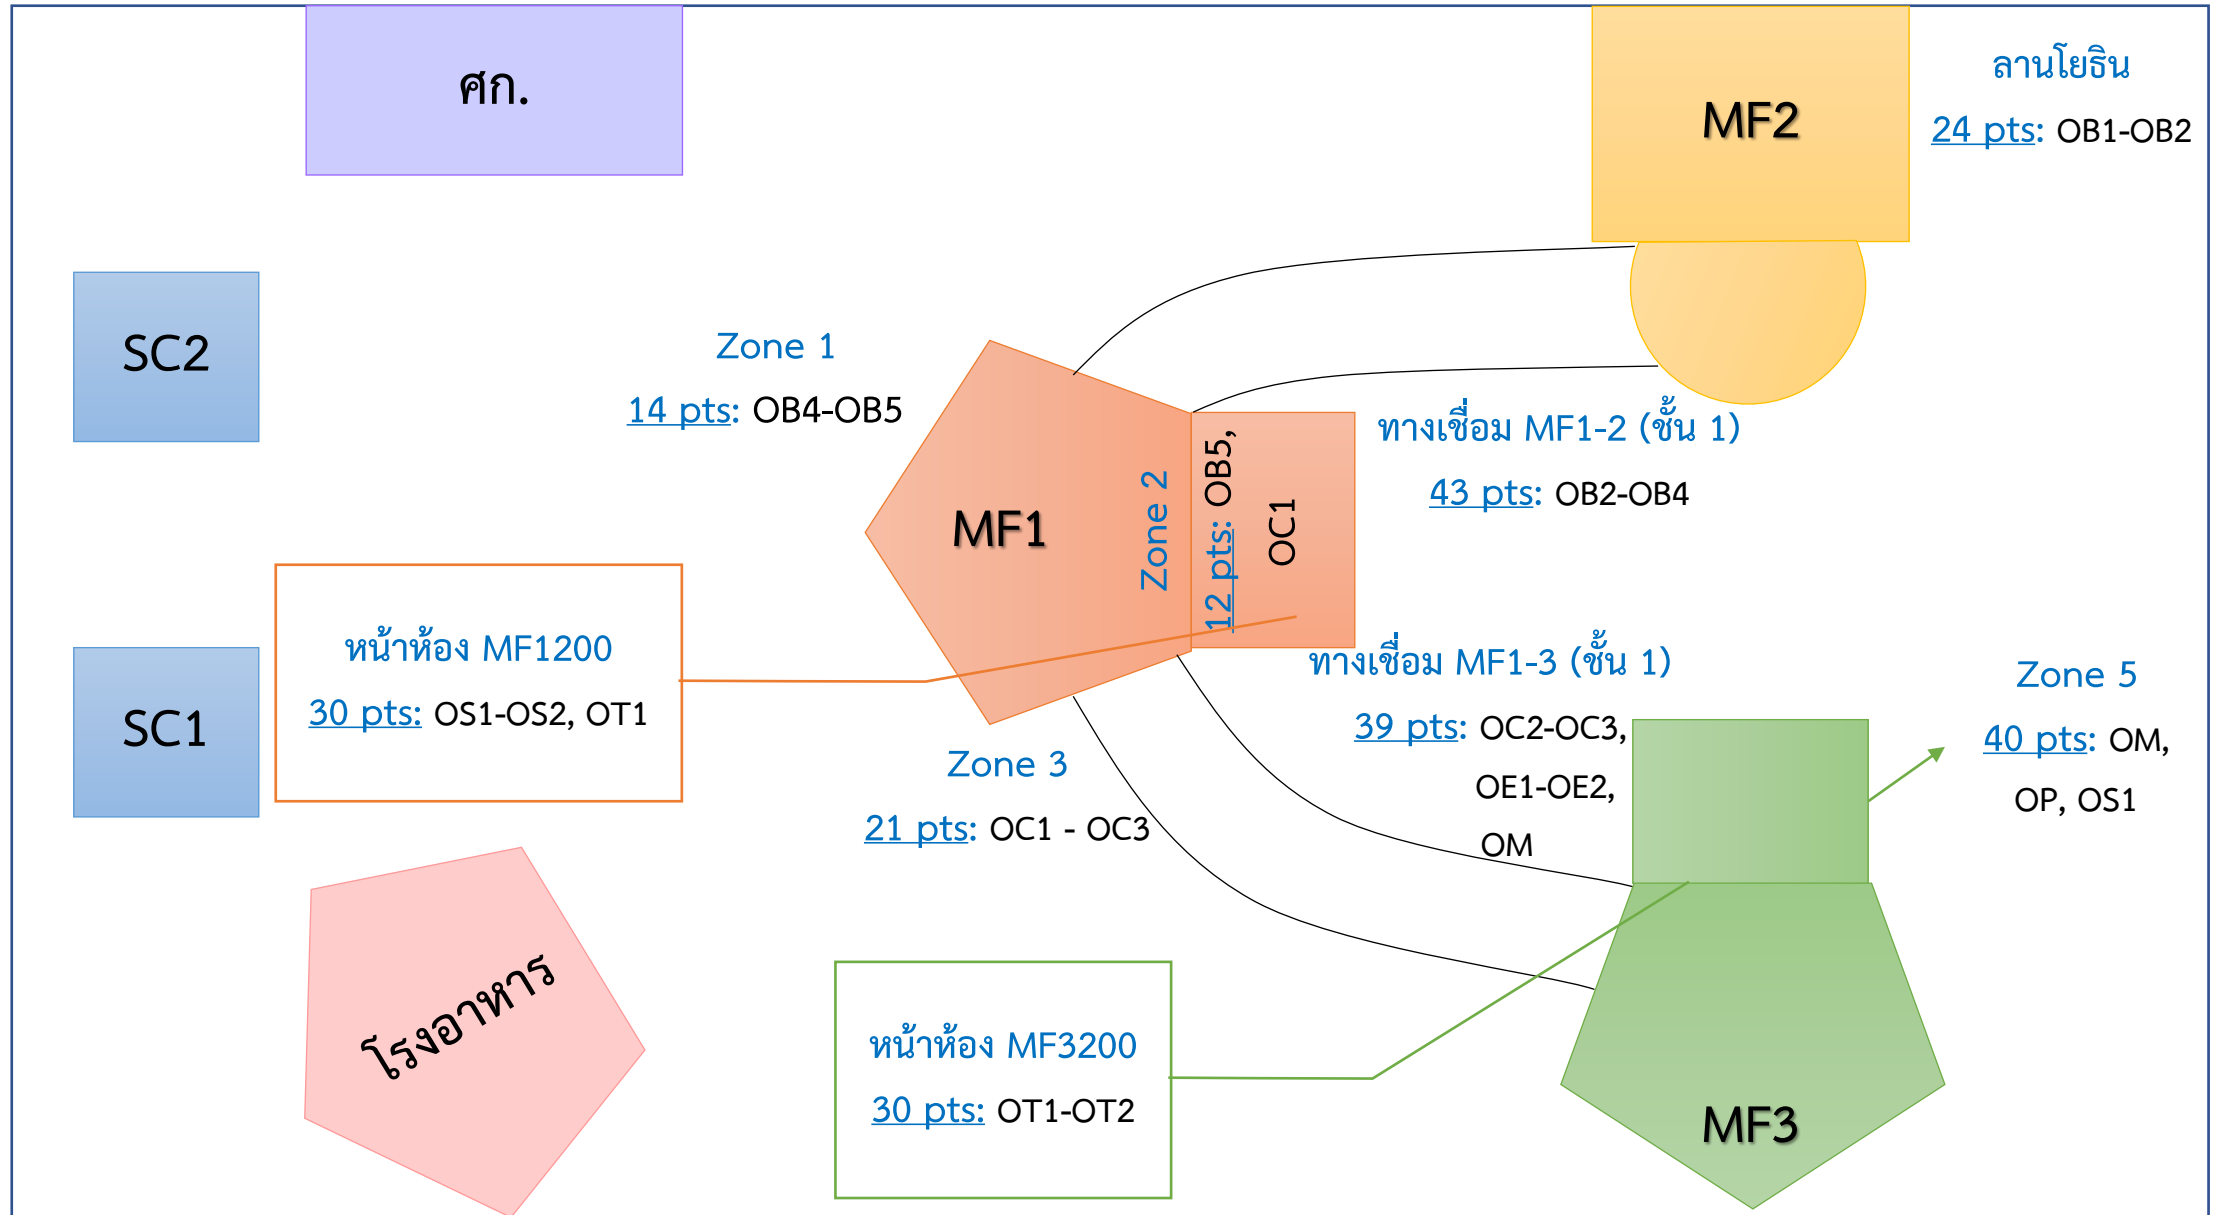 ศก.
MF2
ลานโยธิน
24 pts: OB1-OB2
SC2
Zone 1
14 pts: OB4-OB5
MF1
Zone 2
12 pts: OB5,
OC1
ทางเชื่อม MF1-2 (ชั้น 1)
43 pts: OB2-OB4
SC1
หน้าห้อง MF1200
30 pts: OS1-OS2, OT1
Zone 3
21 pts: OC1 - OC3
ทางเชื่อม MF1-3 (ชั้น 1)
39 pts: OC2-OC3,
OE1-OE2,
OM
Zone 5
40 pts: OM,
OP, OS1
โรงอาหาร
หน้าห้อง MF3200
30 pts: OT1-OT2
MF3